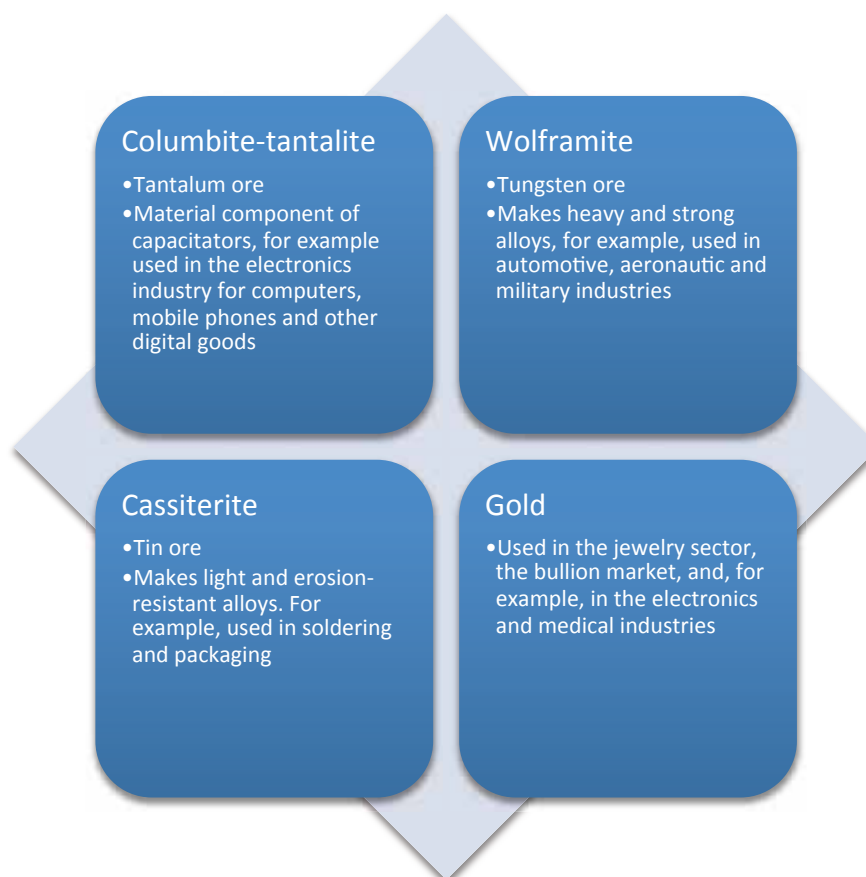 Columbite-tantalite
•Tantalum ore
•Material component of
capacitators, for example
used in the electronics
industry for computers,
mobile phones and other
digital goods
Wolframite
•Tungsten ore
•Makes heavy and strong
alloys, for example, used in
automotive, aeronautic and
military industries
Cassiterite
•Tin ore
•Makes light and erosion-
resistant alloys. For
example, used in soldering
and packaging
Gold
•Used in the jewelry sector,
the bullion market, and, for
example, in the electronics
and medical industries